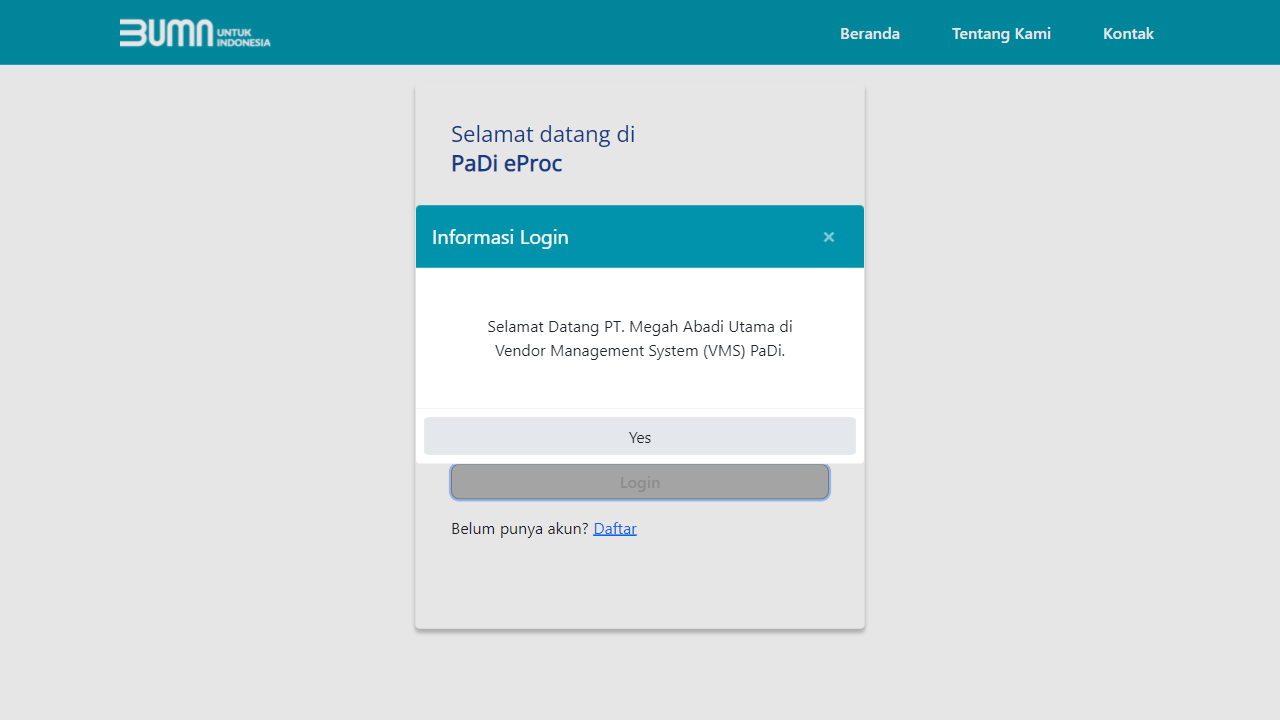 BUMN UNTUK
INDONESIA
Beranda
Tentang Kami
Kontak
Selamat datang di
PaDi eProc
Informasi Login
×
Selamat Datang PT. Megah Abadi Utama di
Vendor Management System (VMS) PaDi.
Yes
Login
Belum punya akun? Daftar